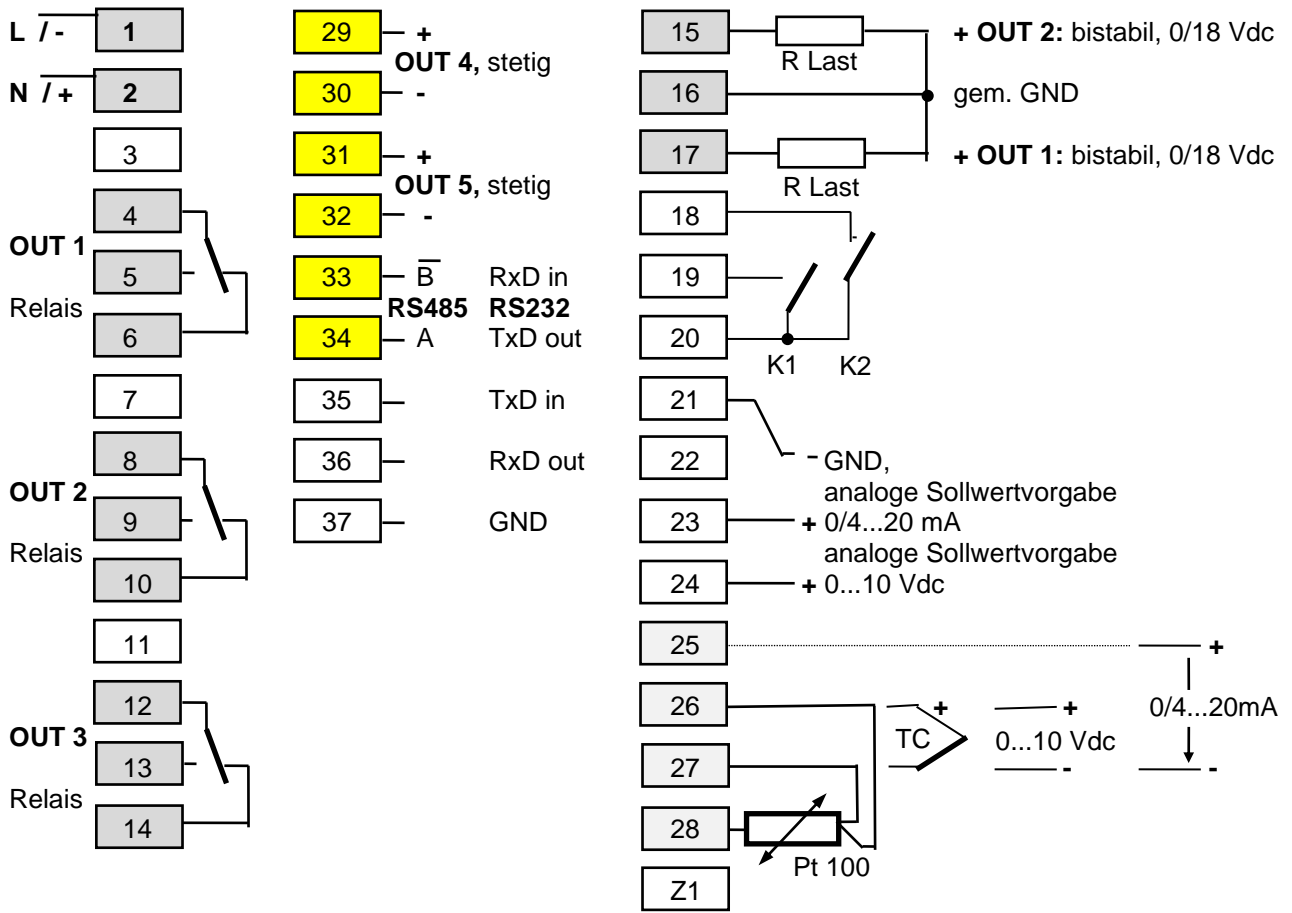 L / -
1
N / +
2
3
4
OUT 1
5
Relais
6
7
8
OUT 2
9
Relais
10
11
12
OUT 3
13
Relais
14
29 +
OUT 4, stetig
30 -
31 +
OUT 5, stetig
32 -
33 B̅ RxD in
RS485 RS232
34 A TxD out
35 TxD in
36 RxD out
37 GND
15 + OUT 2: bistabil, 0/18 Vdc
R Last
16 gem. GND
17 + OUT 1: bistabil, 0/18 Vdc
R Last
18
19
20
K1 K2
21
22 - GND,
analoge Sollwertvorgabe
23 + 0/4...20 mA
analoge Sollwertvorgabe
24 + 0...10 Vdc
25 +
26 + + 0/4...20mA
TC 0...10 Vdc
27 - -
28
Pt 100
Z1